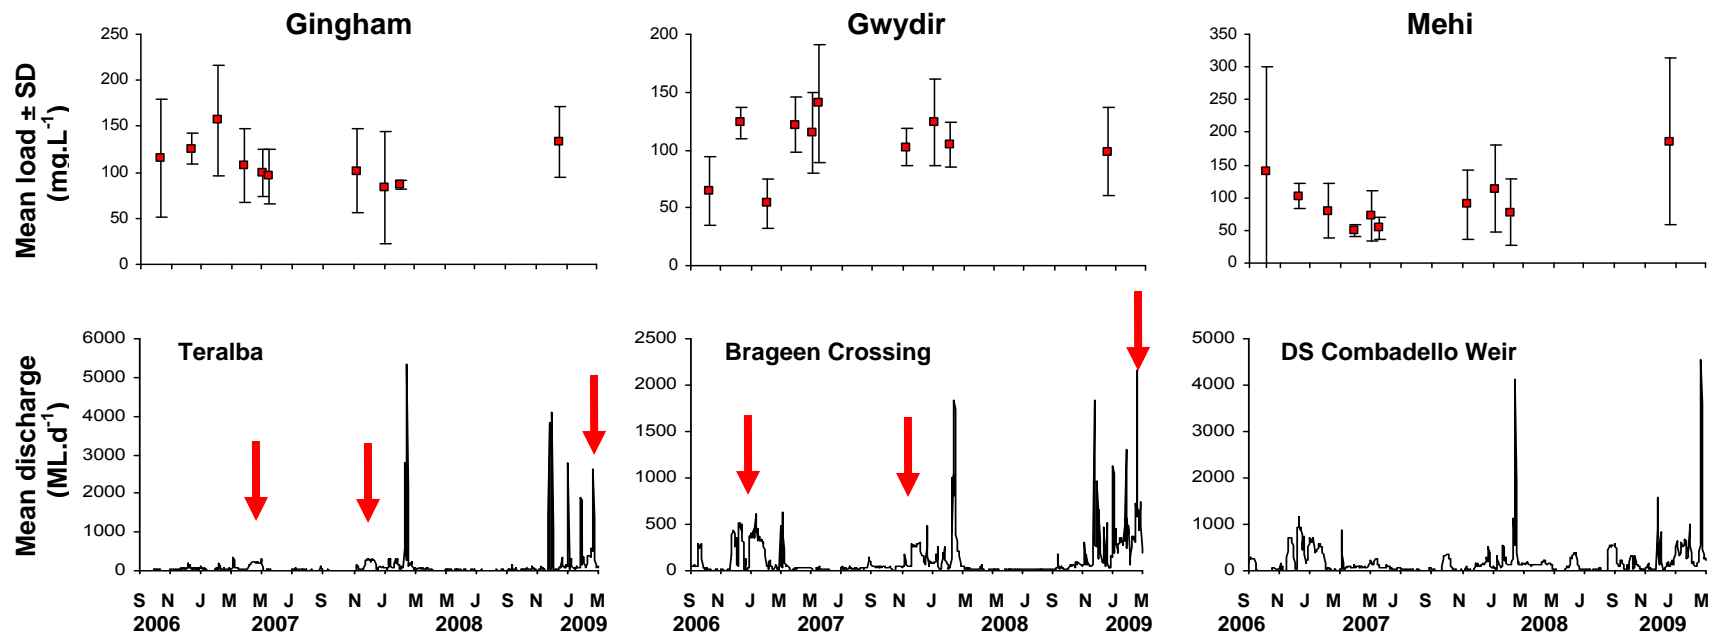 Gingham
Gwydir
Mehi
Mean load ± SD
(mg.L⁻¹)
250
200
150
100
50
0
200
150
100
50
0
350
300
250
200
150
100
50
0
Mean discharge
(ML.d⁻¹)
Teralba
6000
5000
4000
3000
2000
1000
0
Brageen Crossing
2500
2000
1500
1000
500
0
DS Combadello Weir
5000
4000
3000
2000
1000
0
S N J M M J S N J M M J S N J M
2006 2007 2008 2009
S N J M M J S N J M M J S N J M
2006 2007 2008 2009
S N J M M J S N J M M J S N J M
2006 2007 2008 2009